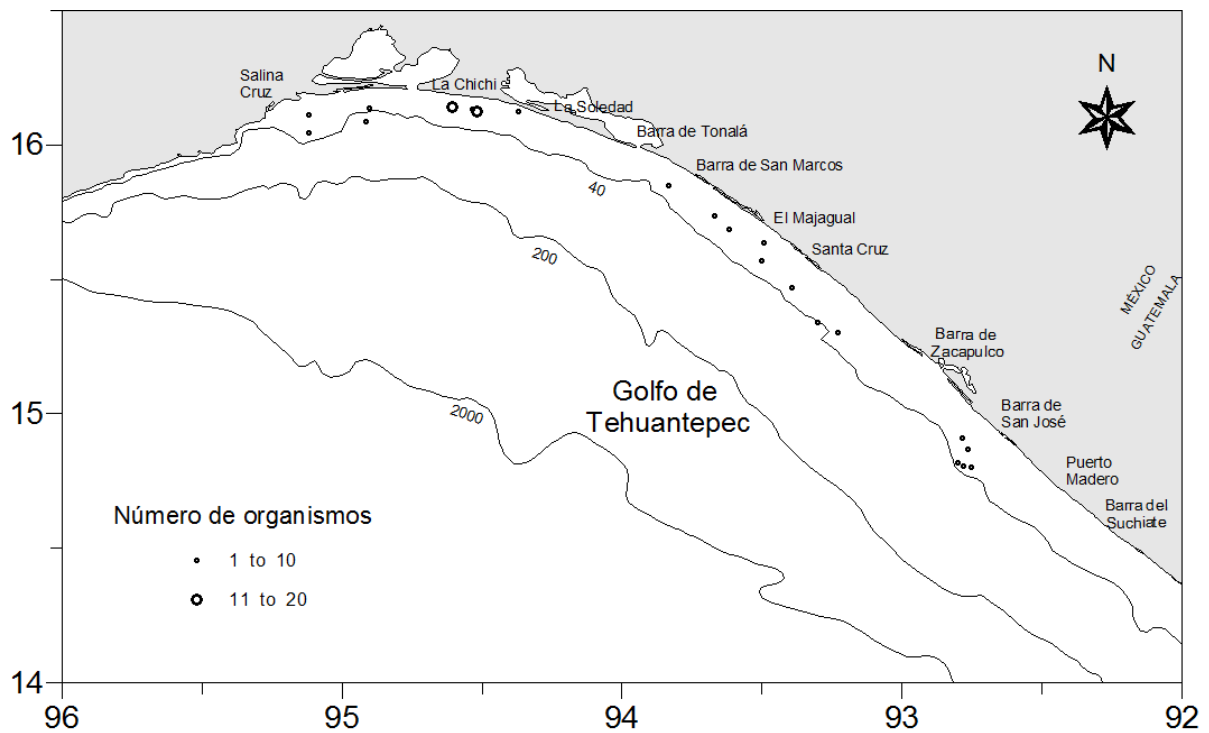 N
Salina
Cruz
La Chichi
La Soledad
Barra de Tonalá
16
Barra de San Marcos
40
El Majagual
Santa Cruz
200
MÉXICO
GUATEMALA
Barra de
Zacapulco
Golfo de
Tehuantepec
15
2000
Barra de
San José
Puerto
Madero
Barra del
Suchiate
Número de organismos
1 to 10
11 to 20
14
96
95
94
93
92